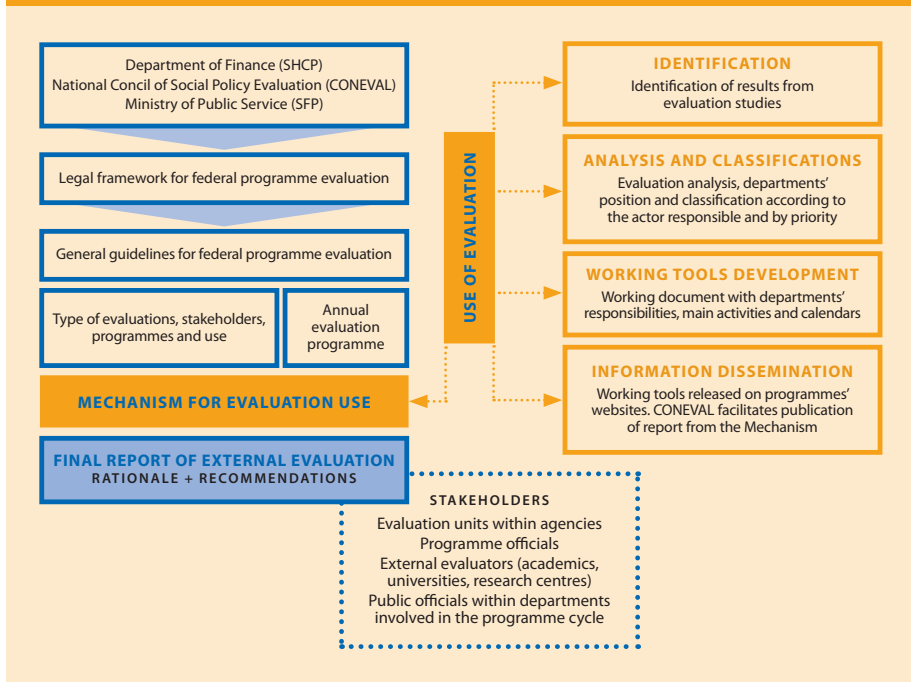 Department of Finance (SHCP)
National Concil of Social Policy Evaluation (CONEVAL)
Ministry of Public Service (SFP)
Legal framework for federal programme evaluation
General guidelines for federal programme evaluation
Type of evaluations, stakeholders,
programmes and use
Annual
evaluation
programme
MECHANISM FOR EVALUATION USE
FINAL REPORT OF EXTERNAL EVALUATION
RATIONALE + RECOMMENDATIONS
STAKEHOLDERS
Evaluation units within agencies
Programme officials
External evaluators (academics,
universities, research centres)
Public officials within departments
involved in the programme cycle
USE OF EVALUATION
IDENTIFICATION
Identification of results from
evaluation studies
ANALYSIS AND CLASSIFICATIONS
Evaluation analysis, departments'
position and classification according to
the actor responsible and by priority
WORKING TOOLS DEVELOPMENT
Working document with departments'
responsibilities, main activities and calendars
INFORMATION DISSEMINATION
Working tools released on programmes'
websites. CONEVAL facilitates publication
of report from the Mechanism